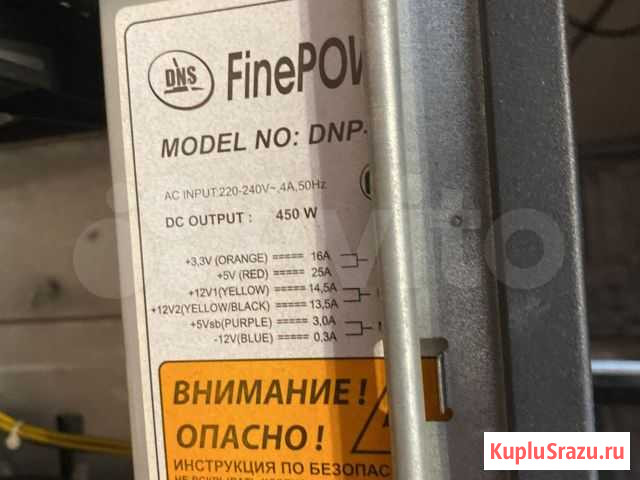 DNS
FinePOW
MODEL NO: DNP-
AC INPUT:220-240V~,4A,50Hz
DC OUTPUT : 450 W
+3,3V (ORANGE) ===== 16A
+5V (RED) ===== 25A
+12V1(YELLOW) ===== 14,5A
+12V2(YELLOW/BLACK) ===== 13,5A
+5Vsb(PURPLE) ===== 3,0A
-12V(BLUE) ===== 0,3A
ВНИМАНИЕ !
ОПАСНО !
ИНСТРУКЦИЯ ПО БЕЗОПАС
Avito
KupluSrazu.ru